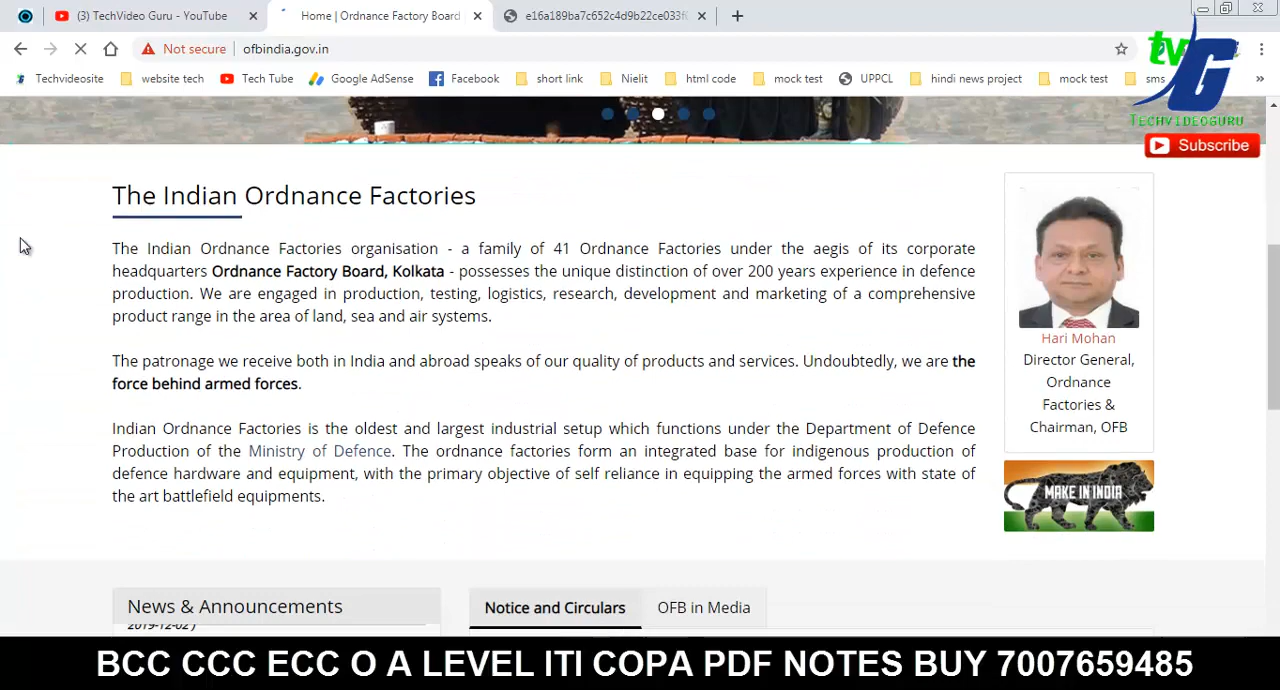 (3) TechVideo Guru - YouTube
Home | Ordnance Factory Board
e16a189ba7c652c4d9b22ce033f
Not secure
ofbindia.gov.in
Techvideosite
website tech
Tech Tube
Google AdSense
Facebook
short link
Nielit
html code
mock test
UPPCL
hindi news project
mock test
sms
»
tv
G
TECHVIDEOGURU
Subscribe
The Indian Ordnance Factories
The Indian Ordnance Factories organisation - a family of 41 Ordnance Factories under the aegis of its corporate
headquarters Ordnance Factory Board, Kolkata - possesses the unique distinction of over 200 years experience in defence
production. We are engaged in production, testing, logistics, research, development and marketing of a comprehensive
product range in the area of land, sea and air systems.
The patronage we receive both in India and abroad speaks of our quality of products and services. Undoubtedly, we are the
force behind armed forces.
Indian Ordnance Factories is the oldest and largest industrial setup which functions under the Department of Defence
Production of the Ministry of Defence. The ordnance factories form an integrated base for indigenous production of
defence hardware and equipment, with the primary objective of self reliance in equipping the armed forces with state of
the art battlefield equipments.
Hari Mohan
Director General,
Ordnance
Factories &
Chairman, OFB
MAKE IN INDIA
News & Announcements
2019-12-02 )
Notice and Circulars
OFB in Media
BCC CCC ECC O A LEVEL ITI COPA PDF NOTES BUY 7007659485